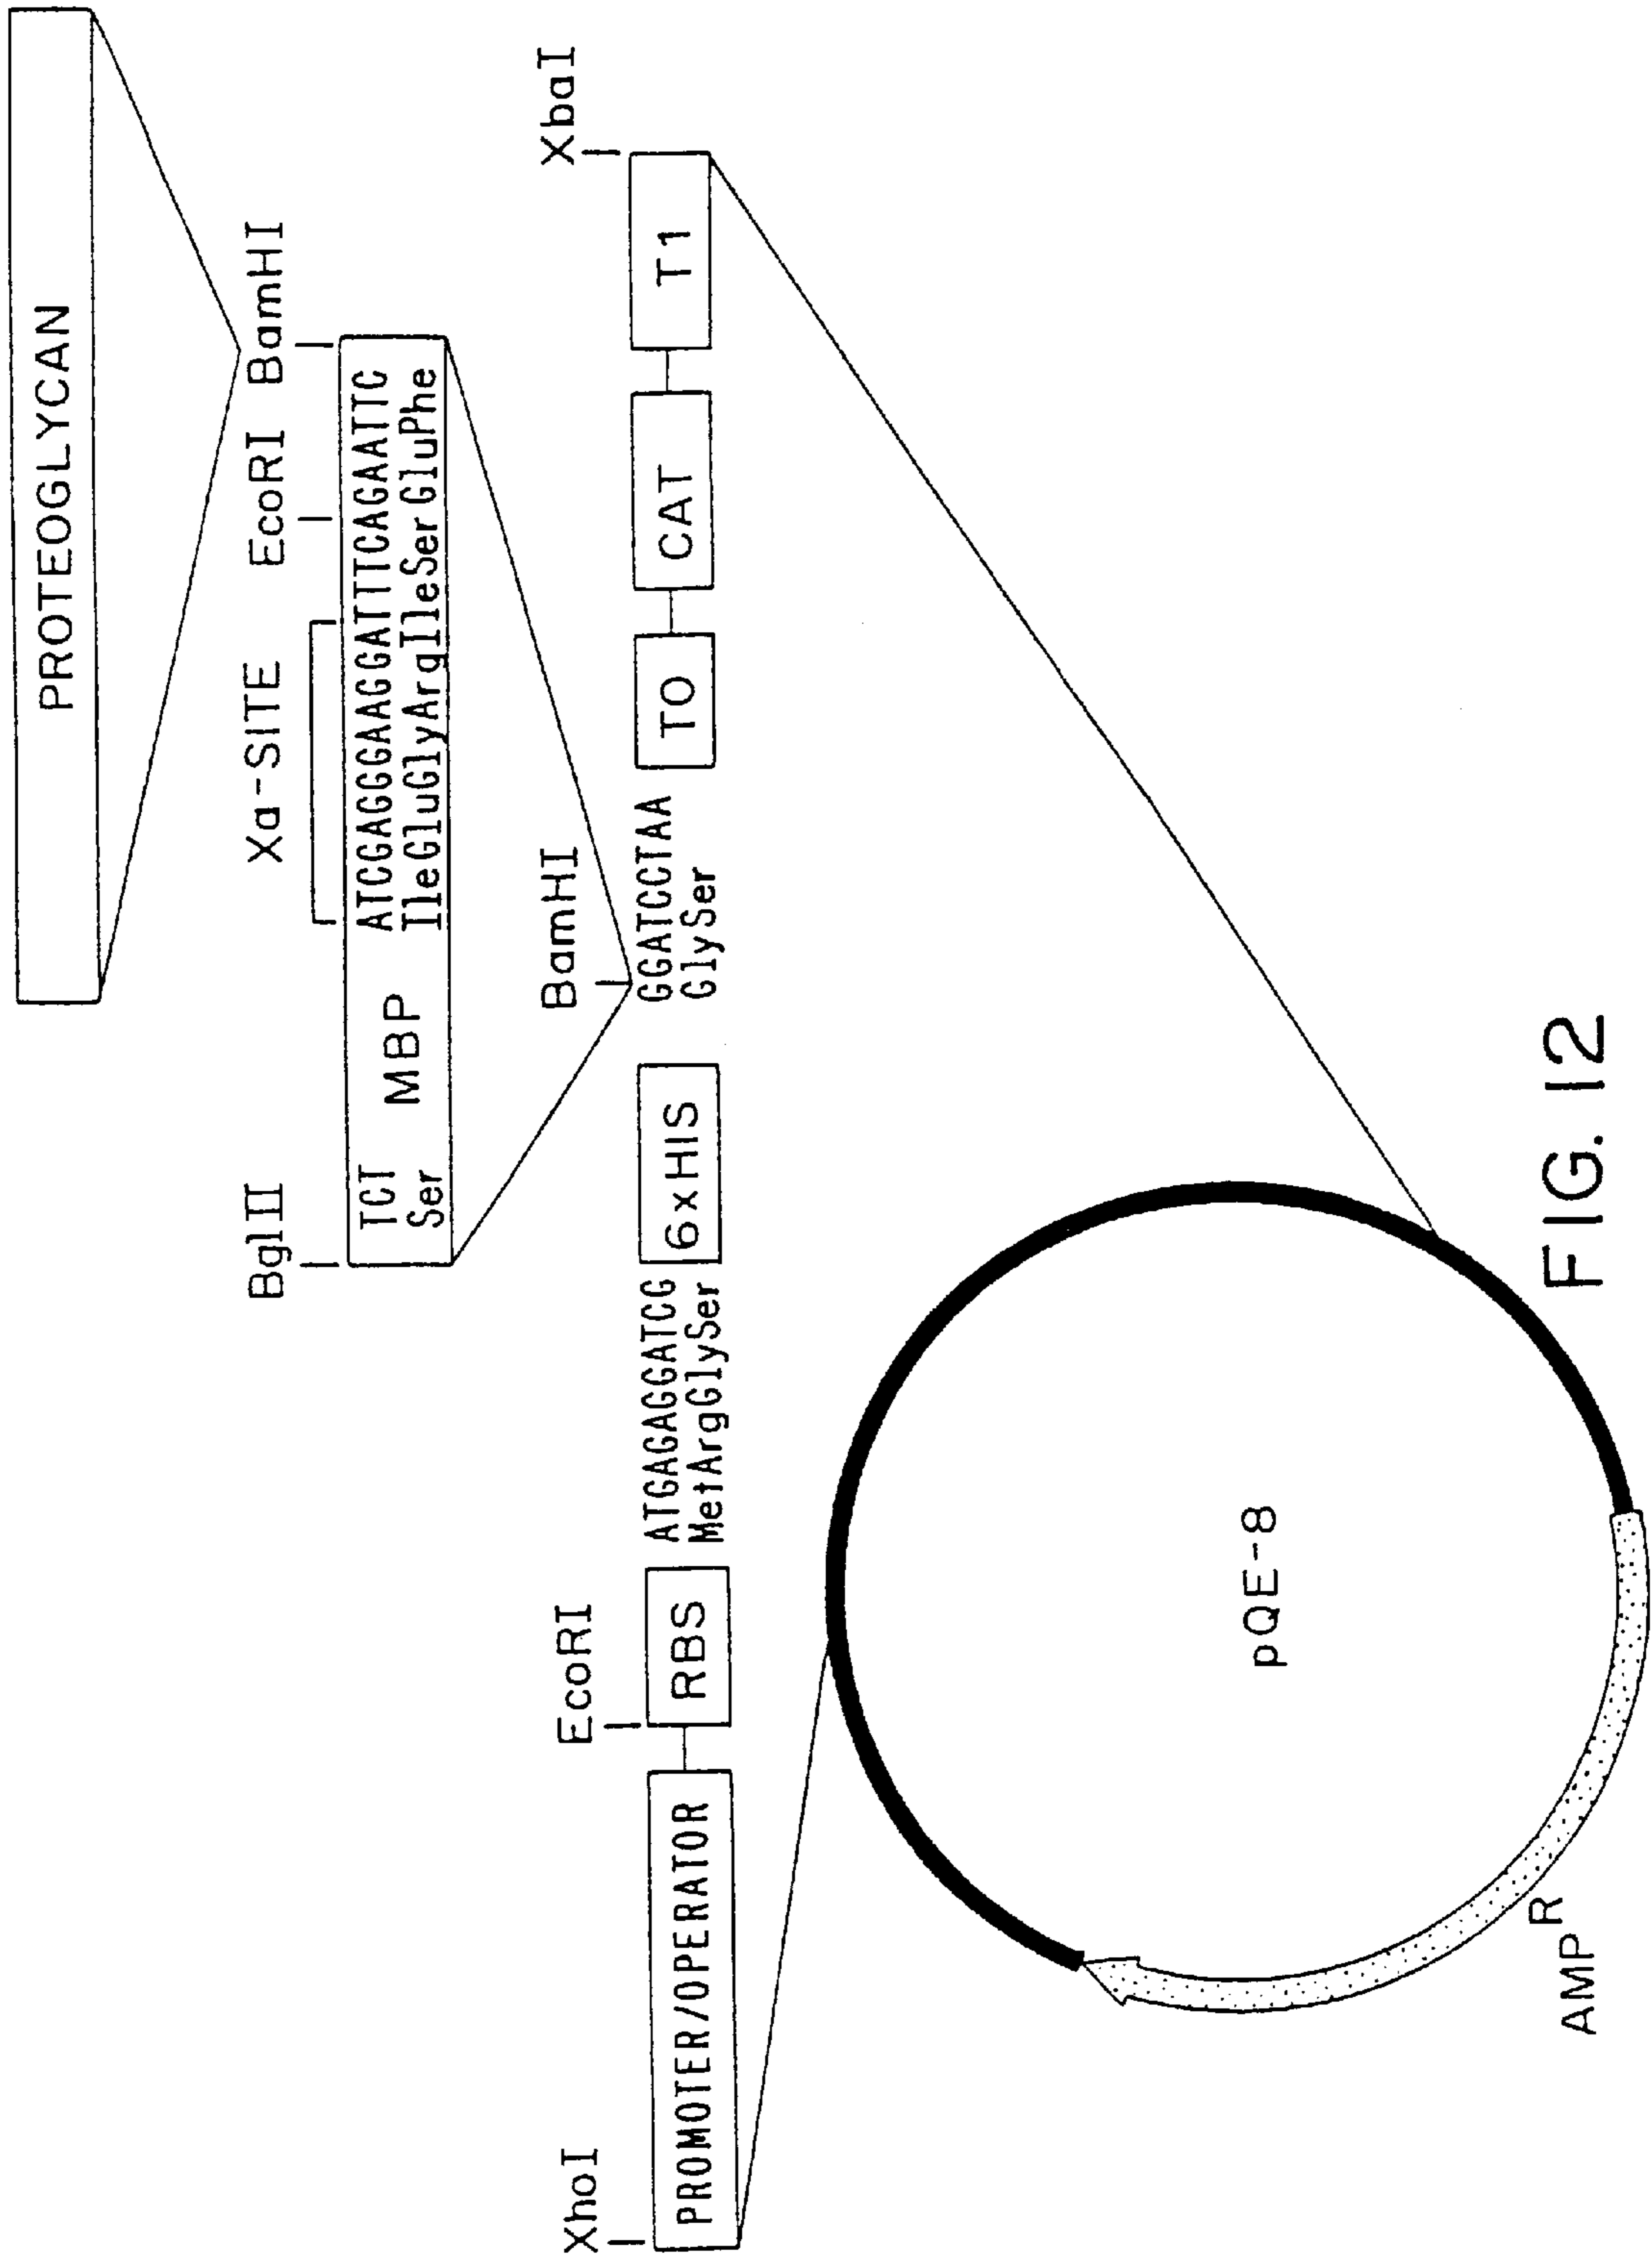 PROTEOGLYCAN
BglII Xa-SITE EcoRI BamHI
TCT MBP ATCGAGGGAAGGATTTCAGAATTC
Ser IleGluGlyArgIleSerGluPhe
XhoI EcoRI BamHI XbaI
PROMOTER/OPERATOR RBS ATGAGAGGATCG 6xHIS GGATCCTAA TO CAT T1
MetArgGlySer GlySer
pQE-8
AMP R
FIG. 12